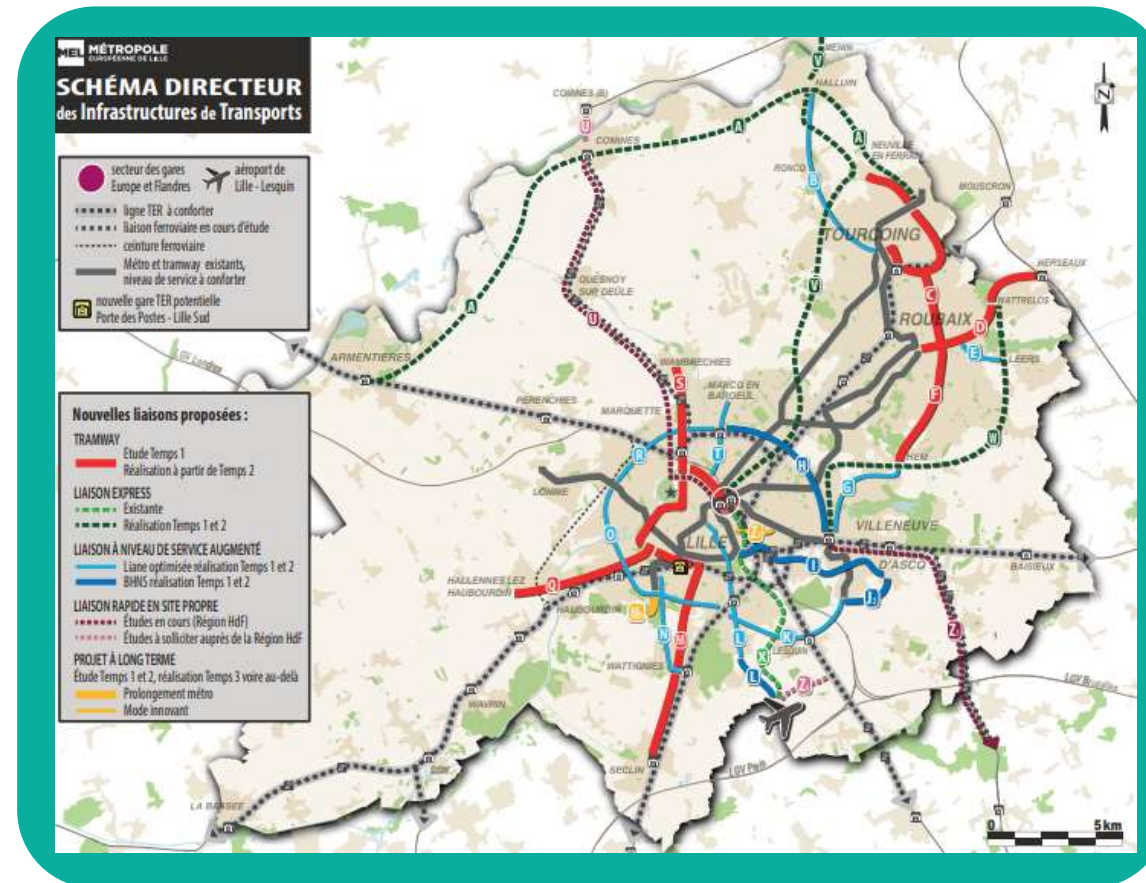 MEL MÉTROPOLE
EUROPÉENNE DE LILLE
SCHÉMA DIRECTEUR
des Infrastructures de Transports
secteur des gares
Europe et Flandres
aéroport de
Lille - Lesquin
ligne TER à conforter
liaison ferroviaire en cours d'étude
ceinture ferroviaire
Métro et tramway existants,
niveau de service à conforter
nouvelle gare TER potentielle
Porte des Postes - Lille Sud
Nouvelles liaisons proposées :
TRAMWAY
Etude Temps 1
Réalisation à partir de Temps 2
LIAISON EXPRESS
Existante
Réalisation Temps 1 et 2
LIAISON À NIVEAU DE SERVICE AUGMENTÉ
Liane optimisée réalisation Temps 1 et 2
BHNS réalisation Temps 1 et 2
LIAISON RAPIDE EN SITE PROPRE
Études en cours (Région HdF)
Études à solliciter auprès de la Région HdF
PROJET À LONG TERME
Étude Temps 1 et 2, réalisation Temps 3 voire au-delà
Prolongement métro
Mode innovant
MENIN
V
HALLUIN
COMINES (B)
U
COMINES
A
A
NEUVILLE
EN FERRAIN
RONCQ
B
MOUSCRON
TOURCOING
HERSEAUX
QUESNOY
SUR DEÛLE
V
C
WATTRELOS
A
U
ROUBAIX
D
E
LEERS
LGV Londres
ARMENTIÈRES
WAMBRECHIES
S
MARCQ EN
BAROEUL
F
PERENCHIES
MARQUETTE
R
T
H
HEM
W
LOMME
G
O
LILLE
VILLENEUVE
D'ASCQ
BAISIEUX
I
J
HALLENNES LEZ
HAUBOURDIN
Q
HAUBOURDIN
N
M
L
K
LESQUIN
Z
WATTIGNIES
X
L
Z
LGV Bruxelles
WAVRIN
SECLIN
LGV Paris
DON
LA BASSEE
N
0
5 km